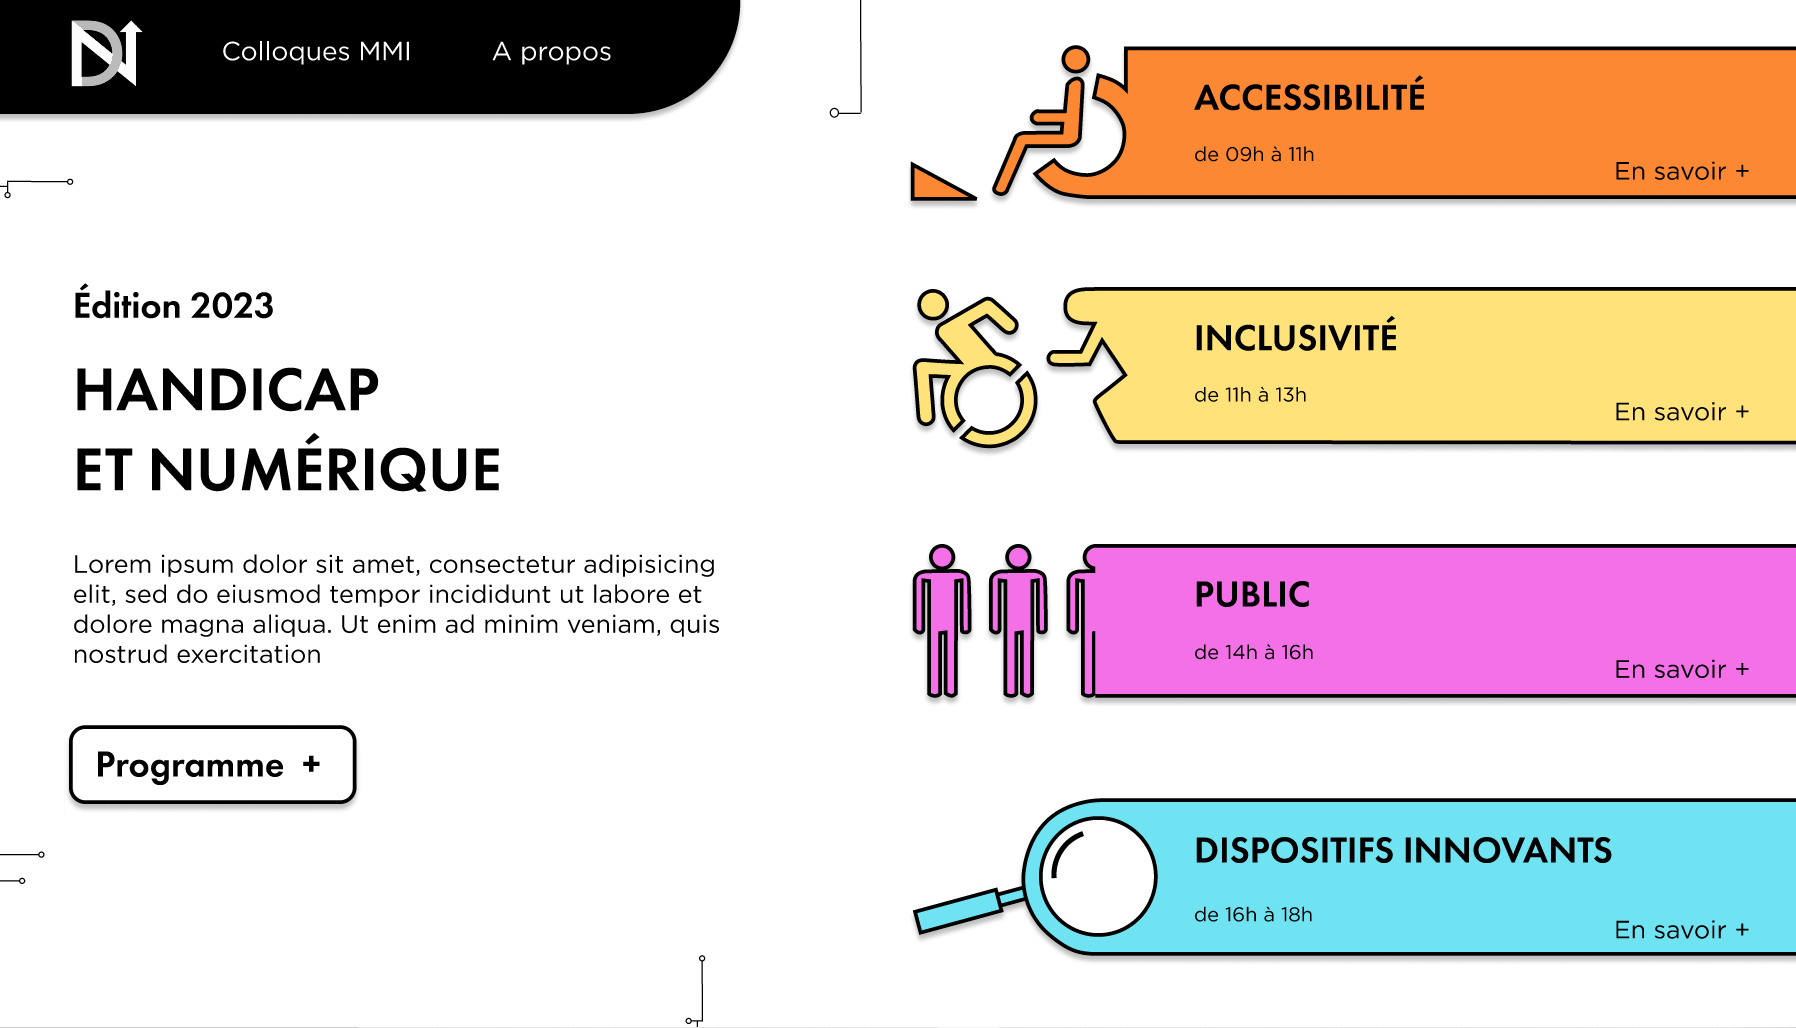 Colloques MMI
A propos
Édition 2023
HANDICAP
ET NUMÉRIQUE
Lorem ipsum dolor sit amet, consectetur adipisicing
elit, sed do eiusmod tempor incididunt ut labore et
dolore magna aliqua. Ut enim ad minim veniam, quis
nostrud exercitation
Programme +
ACCESSIBILITÉ
de 09h à 11h
En savoir +
INCLUSIVITÉ
de 11h à 13h
En savoir +
PUBLIC
de 14h à 16h
En savoir +
DISPOSITIFS INNOVANTS
de 16h à 18h
En savoir +